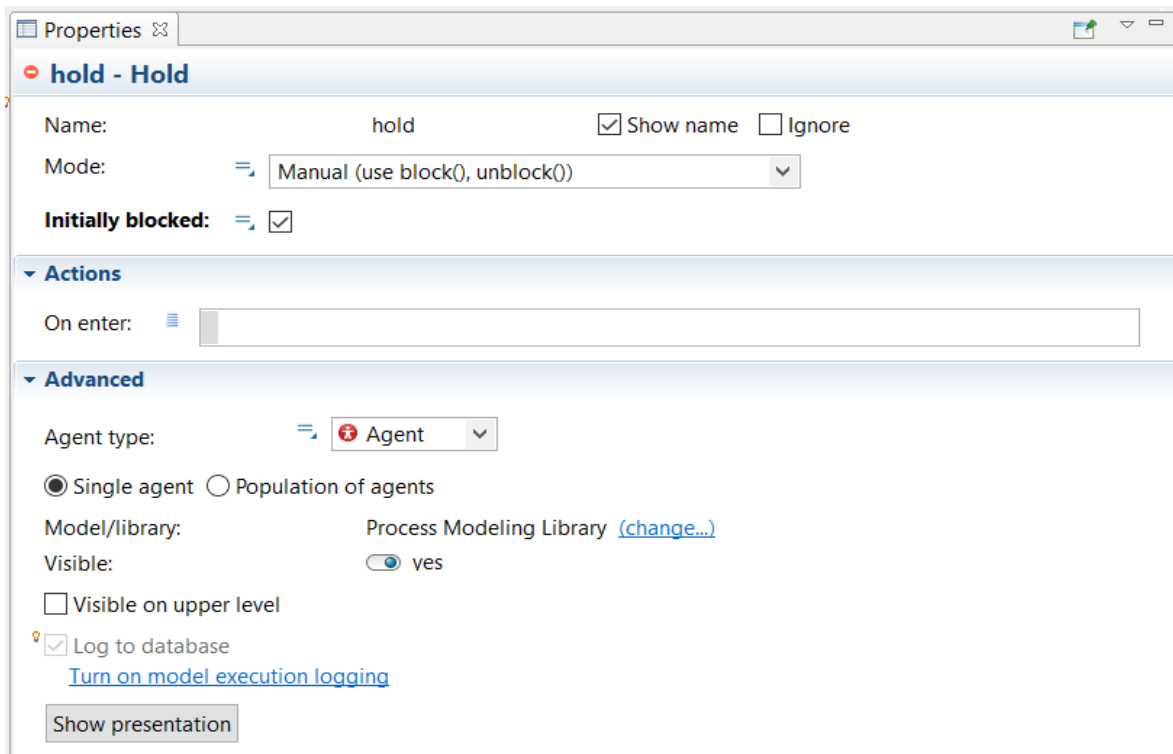 Properties
hold - Hold
Name: hold Show name Ignore
Mode: Manual (use block(), unblock())
Initially blocked:
Actions
On enter:
Advanced
Agent type: Agent
Single agent Population of agents
Model/library: Process Modeling Library (change...)
Visible: yes
Visible on upper level
Log to database
Turn on model execution logging
Show presentation